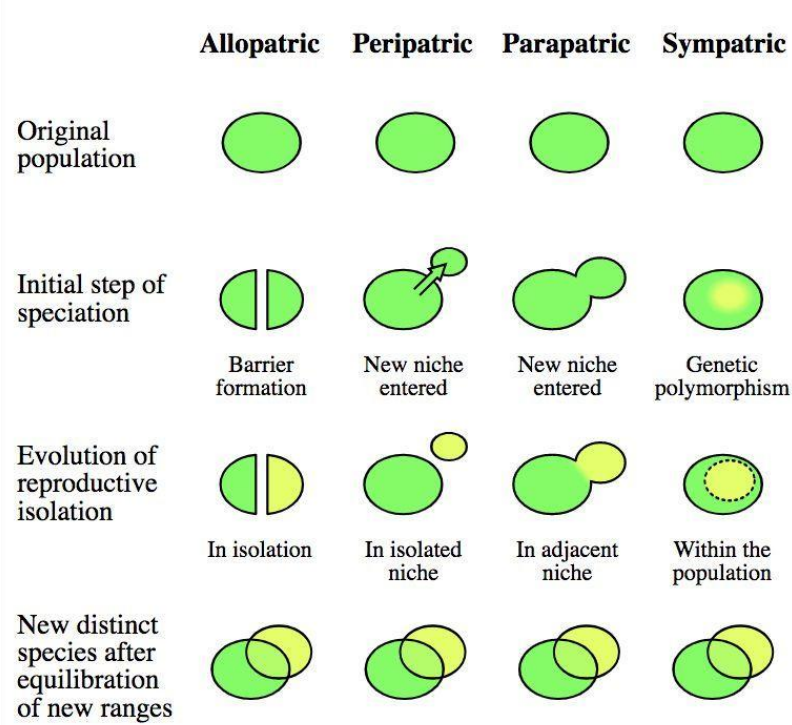 Allopatric Peripatric Parapatric Sympatric
Original
population
Initial step of
speciation
Barrier
formation
New niche
entered
New niche
entered
Genetic
polymorphism
Evolution of
reproductive
isolation
In isolation
In isolated
niche
In adjacent
niche
Within the
population
New distinct
species after
equilibration
of new ranges